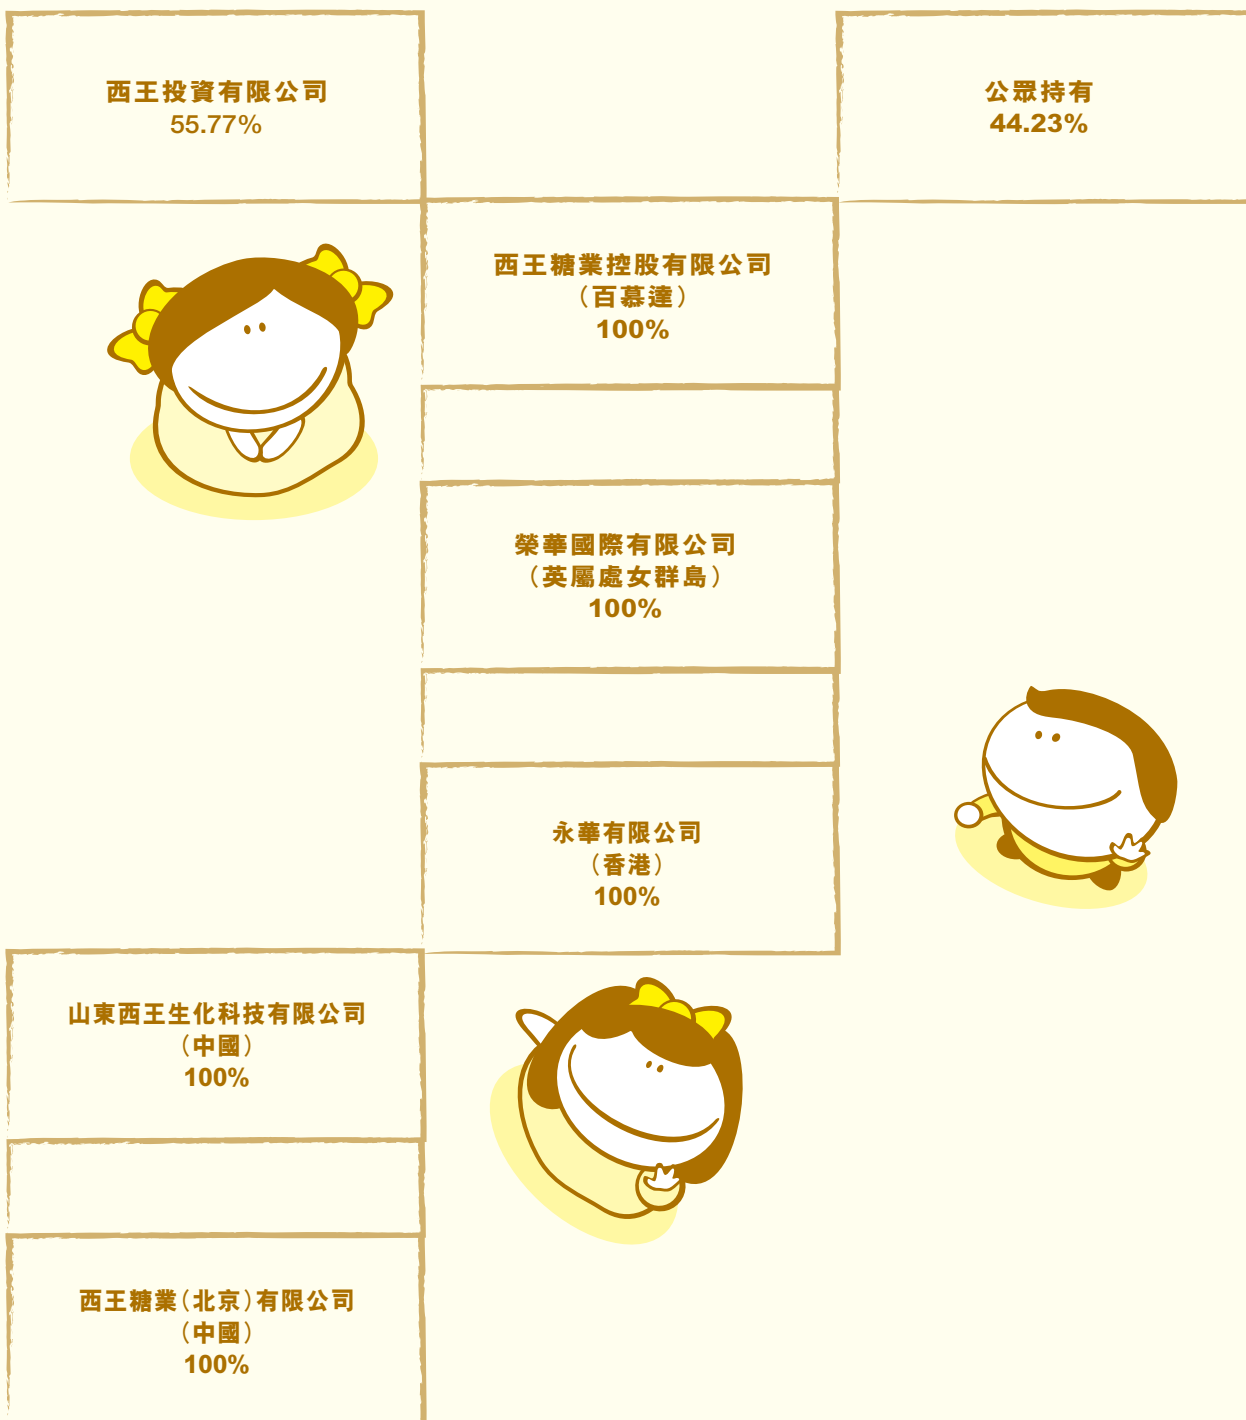 西王投資有限公司
55.77%
公眾持有
44.23%
西王糖業控股有限公司
（百慕達）
100%
榮華國際有限公司
（英屬處女群島）
100%
永華有限公司
（香港）
100%
山東西王生化科技有限公司
（中國）
100%
西王糖業（北京）有限公司
（中國）
100%